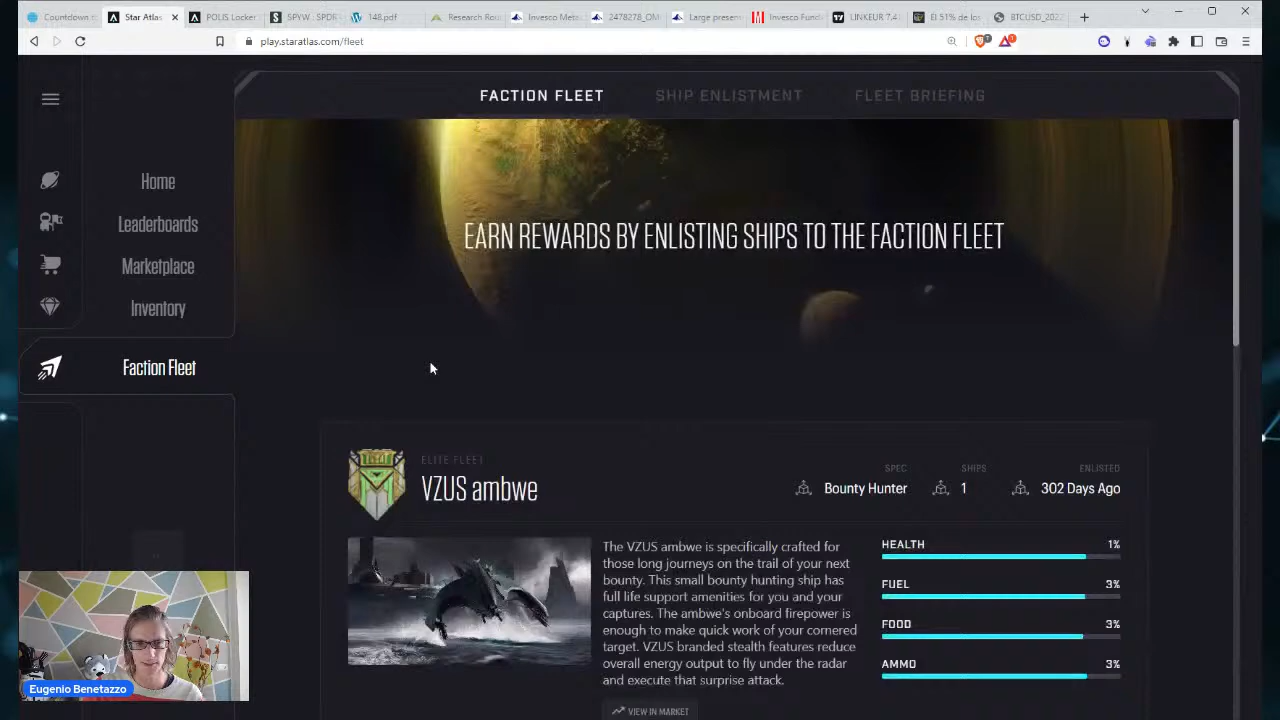 Countdown n
Star Atlas
POLIS Locker
SPYW - SPDR
148.pdf
Research Rou
Invesco Meta
2478278_OM
Large present
Invesco Fund
LINKEUR 7.4
El 51% de los
BTCUSD_202
play.staratlas.com/fleet
FACTION FLEET
SHIP ENLISTMENT
FLEET BRIEFING
Home
Leaderboards
Marketplace
Inventory
Faction Fleet
EARN REWARDS BY ENLISTING SHIPS TO THE FACTION FLEET
ELITE FLEET
VZUS ambwe
SPEC
Bounty Hunter
SHIPS
1
ENLISTED
302 Days Ago
The VZUS ambwe is specifically crafted for
those long journeys on the trail of your next
bounty. This small bounty hunting ship has
full life support amenities for you and your
captures. The ambwe's onboard firepower is
enough to make quick work of your cornered
target. VZUS branded stealth features reduce
overall energy output to fly under the radar
and execute that surprise attack.
VIEW IN MARKET
HEALTH 1%
FUEL 3%
FOOD 3%
AMMO 3%
Eugenio Benetazzo